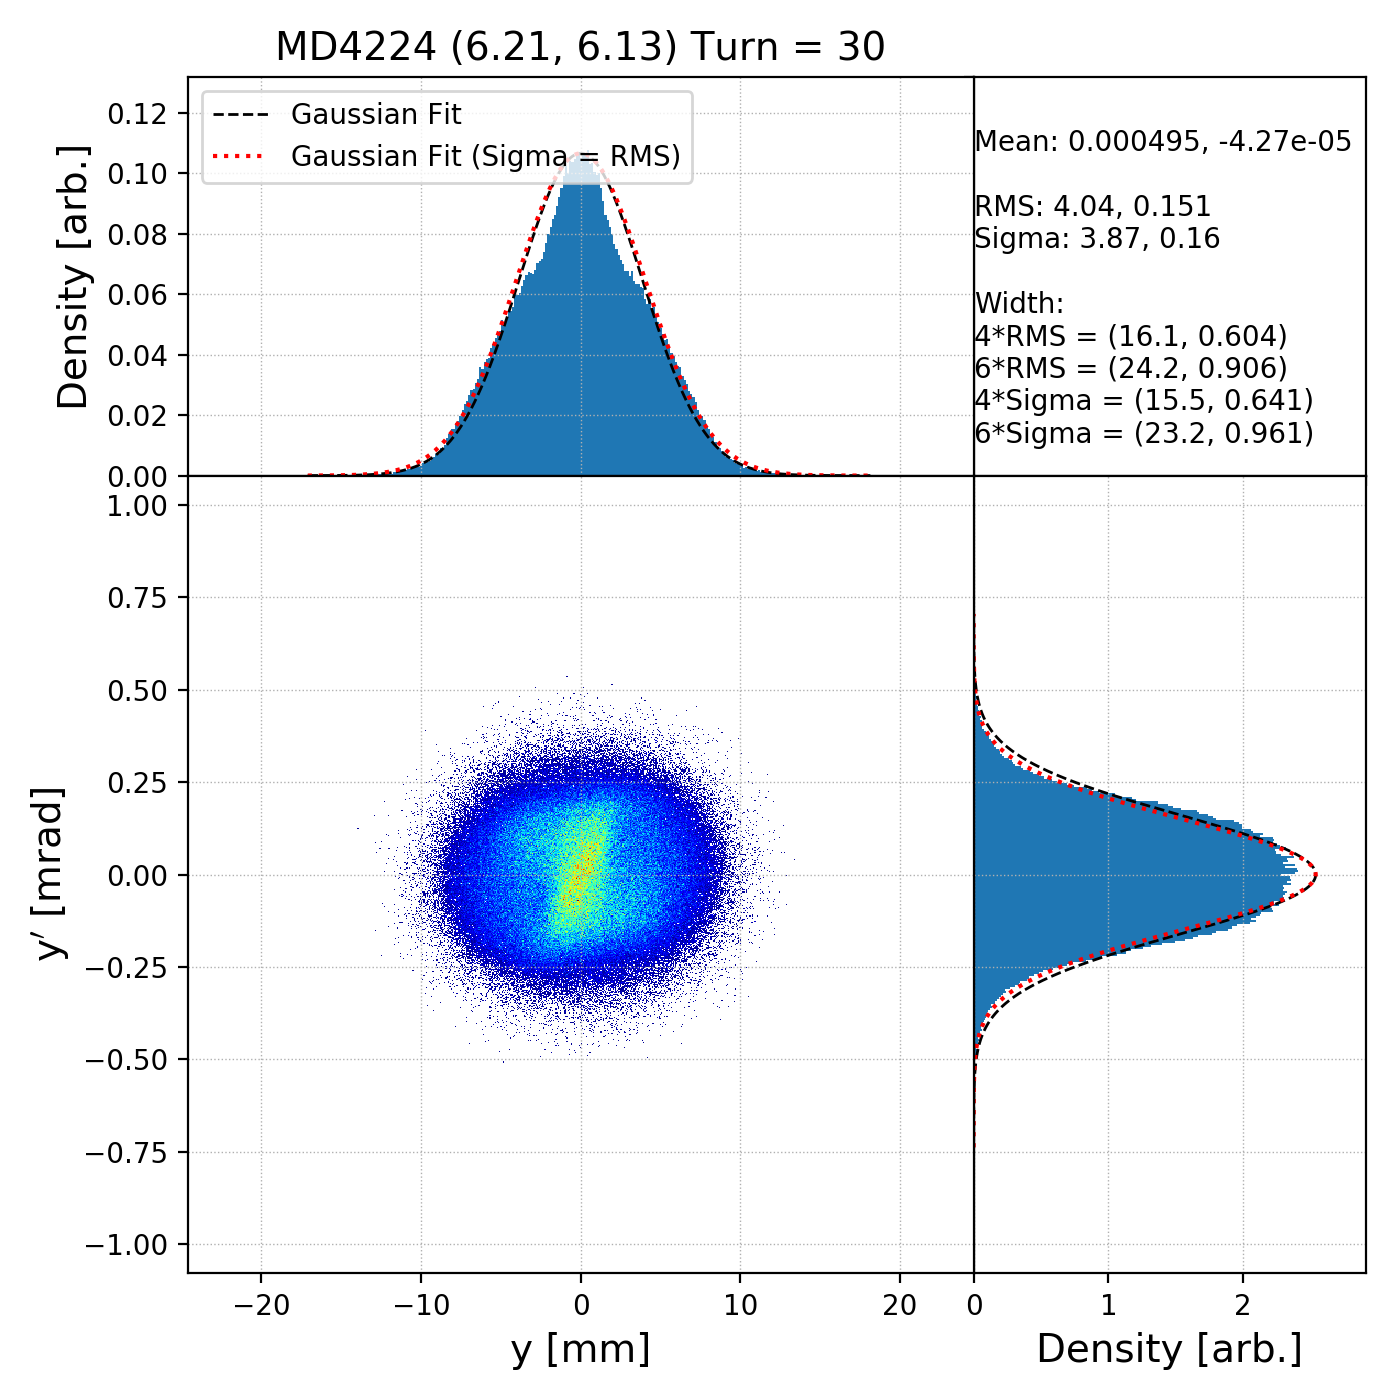 MD4224 (6.21, 6.13) Turn = 30
Gaussian Fit
Gaussian Fit (Sigma = RMS)
Density [arb.]
0.12
0.10
0.08
0.06
0.04
0.02
0.00
Mean: 0.000495, -4.27e-05
RMS: 4.04, 0.151
Sigma: 3.87, 0.16
Width:
4*RMS = (16.1, 0.604)
6*RMS = (24.2, 0.906)
4*Sigma = (15.5, 0.641)
6*Sigma = (23.2, 0.961)
y′ [mrad]
1.00
0.75
0.50
0.25
0.00
−0.25
−0.50
−0.75
−1.00
−20 −10 0 10 20
y [mm]
0 1 2
Density [arb.]